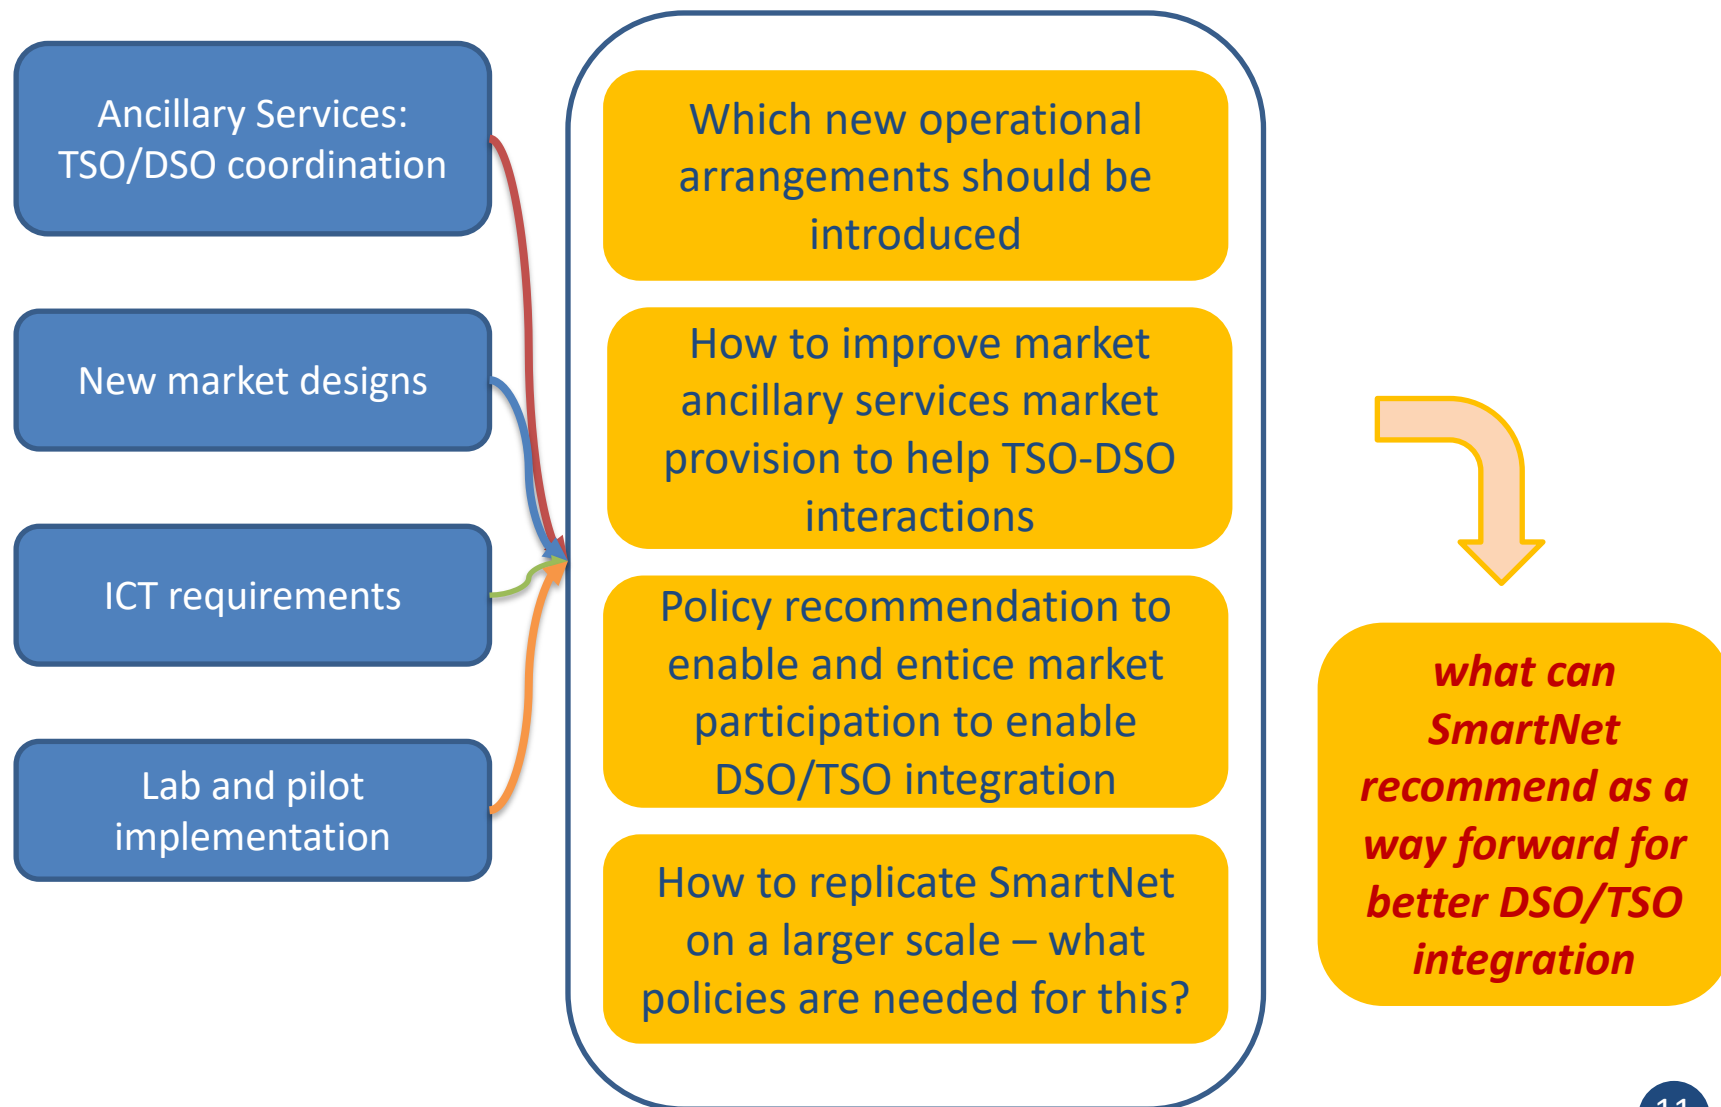 Ancillary Services:
TSO/DSO coordination
New market designs
ICT requirements
Lab and pilot
implementation
Which new operational
arrangements should be
introduced
How to improve market
ancillary services market
provision to help TSO-DSO
interactions
Policy recommendation to
enable and entice market
participation to enable
DSO/TSO integration
How to replicate SmartNet
on a larger scale – what
policies are needed for this?
what can
SmartNet
recommend as a
way forward for
better DSO/TSO
integration
11